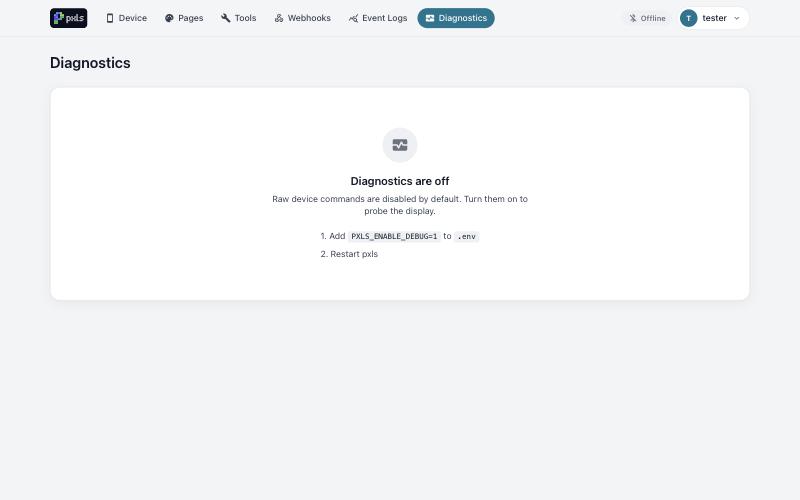 pxls
Device
Pages
Tools
Webhooks
Event Logs
Diagnostics
Offline
T
tester
Diagnostics
Diagnostics are off
Raw device commands are disabled by default. Turn them on to
probe the display.
1. Add PXLS_ENABLE_DEBUG=1 to .env
2. Restart pxls